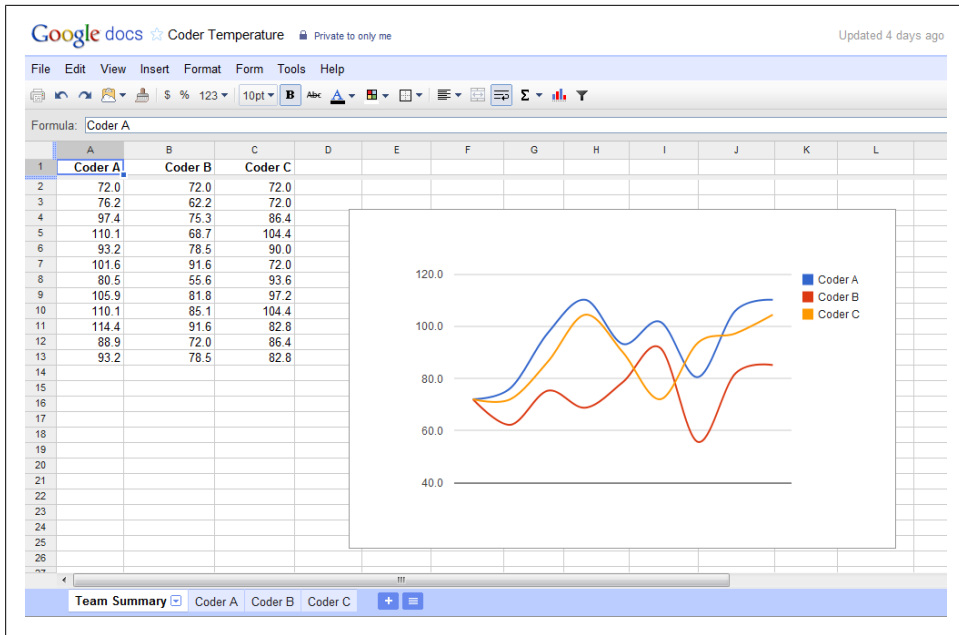 Google docs Coder Temperature Private to only me Updated 4 days ago
File Edit View Insert Format Form Tools Help
$ % 123 10pt B Abc A Σ
Formula: Coder A
A B C D E F G H I J K L
1 Coder A Coder B Coder C
2 72.0 72.0 72.0
3 76.2 62.2 72.0
4 97.4 75.3 86.4
5 110.1 68.7 104.4
6 93.2 78.5 90.0
7 101.6 91.6 72.0
8 80.5 55.6 93.6
9 105.9 81.8 97.2
10 110.1 85.1 104.4
11 114.4 91.6 82.8
12 88.9 72.0 86.4
13 93.2 78.5 82.8
14
15
16
17
18
19
20
21
22
23
24
25
26
27
120.0
100.0
80.0
60.0
40.0
Coder A
Coder B
Coder C
Team Summary Coder A Coder B Coder C